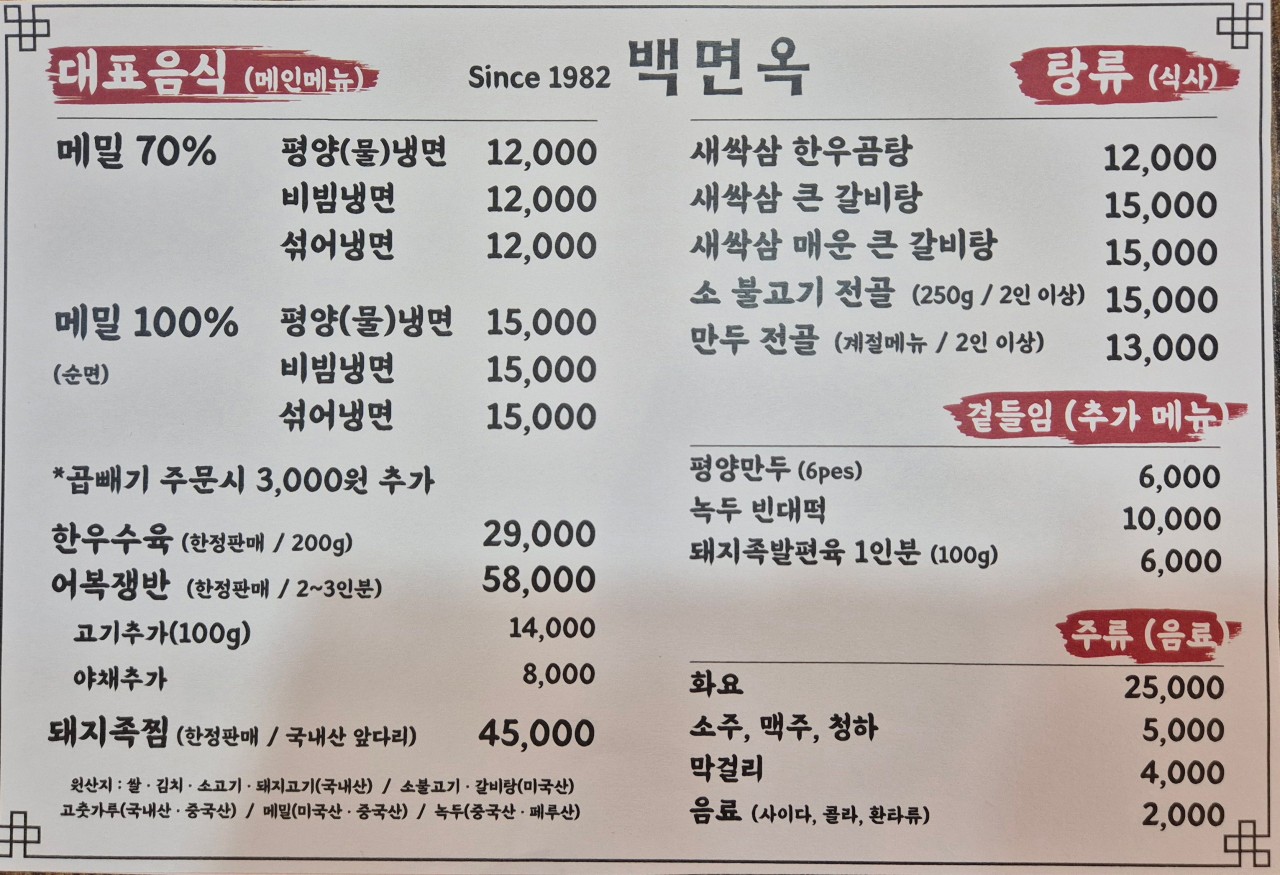 Since 1982 백면옥
대표음식 (메인메뉴)
메밀 70% 평양(물)냉면 12,000
비빔냉면 12,000
섞어냉면 12,000
메밀 100% 평양(물)냉면 15,000
(순면) 비빔냉면 15,000
섞어냉면 15,000
*곱빼기 주문시 3,000원 추가
한우수육 (한정판매 / 200g) 29,000
어복쟁반 (한정판매 / 2~3인분) 58,000
고기추가(100g) 14,000
야채추가 8,000
돼지족찜 (한정판매 / 국내산 앞다리) 45,000
원산지 : 쌀 · 김치 · 소고기 · 돼지고기(국내산) / 소불고기 · 갈비탕(미국산)
고춧가루(국내산 · 중국산) / 메밀(미국산 · 중국산) / 녹두(중국산 · 페루산)
탕류 (식사)
새싹삼 한우곰탕 12,000
새싹삼 큰 갈비탕 15,000
새싹삼 매운 큰 갈비탕 15,000
소 불고기 전골 (250g / 2인 이상) 15,000
만두 전골 (계절메뉴 / 2인 이상) 13,000
곁들임 (추가 메뉴)
평양만두 (6pes) 6,000
녹두 빈대떡 10,000
돼지족발편육 1인분 (100g) 6,000
주류 (음료)
화요 25,000
소주, 맥주, 청하 5,000
막걸리 4,000
음료 (사이다, 콜라, 환타류) 2,000